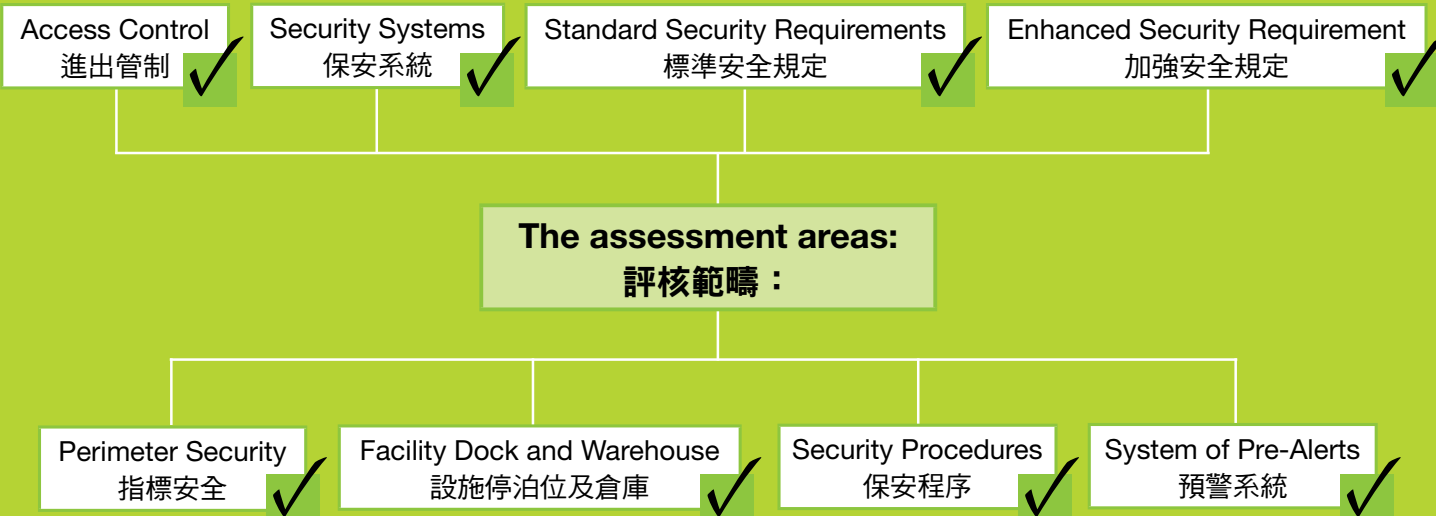 Access Control
進出管制
Security Systems
保安系統
Standard Security Requirements
標準安全規定
Enhanced Security Requirement
加強安全規定
The assessment areas:
評核範疇：
Perimeter Security
指標安全
Facility Dock and Warehouse
設施停泊位及倉庫
Security Procedures
保安程序
System of Pre-Alerts
預警系統